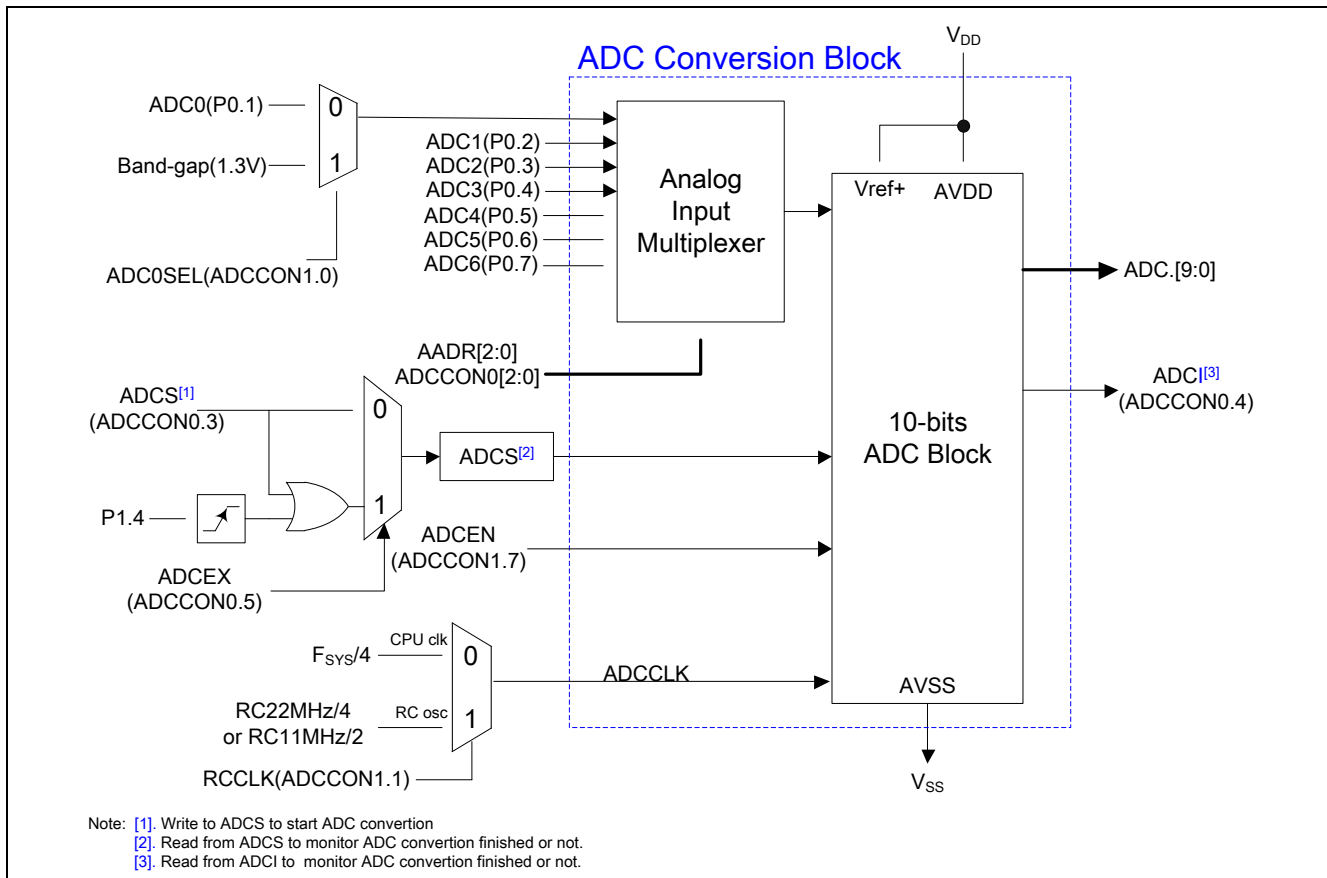 ADC Conversion Block
V_DD
ADC0(P0.1)
0
Band-gap(1.3V)
1
ADC0SEL(ADCCON1.0)
ADC1(P0.2)
ADC2(P0.3)
ADC3(P0.4)
ADC4(P0.5)
ADC5(P0.6)
ADC6(P0.7)
Analog
Input
Multiplexer
Vref+
AVDD
ADC.[9:0]
AADR[2:0]
ADCCON0[2:0]
ADCI[3]
(ADCCON0.4)
10-bits
ADC Block
ADCS[1]
(ADCCON0.3)
0
1
ADCS[2]
P1.4
ADCEX
(ADCCON0.5)
ADCEN
(ADCCON1.7)
F_SYS/4
CPU clk
0
RC22MHz/4
or RC11MHz/2
RC osc
1
RCCLK(ADCCON1.1)
ADCCLK
AVSS
V_SS
Note: [1]. Write to ADCS to start ADC convertion
[2]. Read from ADCS to monitor ADC convertion finished or not.
[3]. Read from ADCI to monitor ADC convertion finished or not.